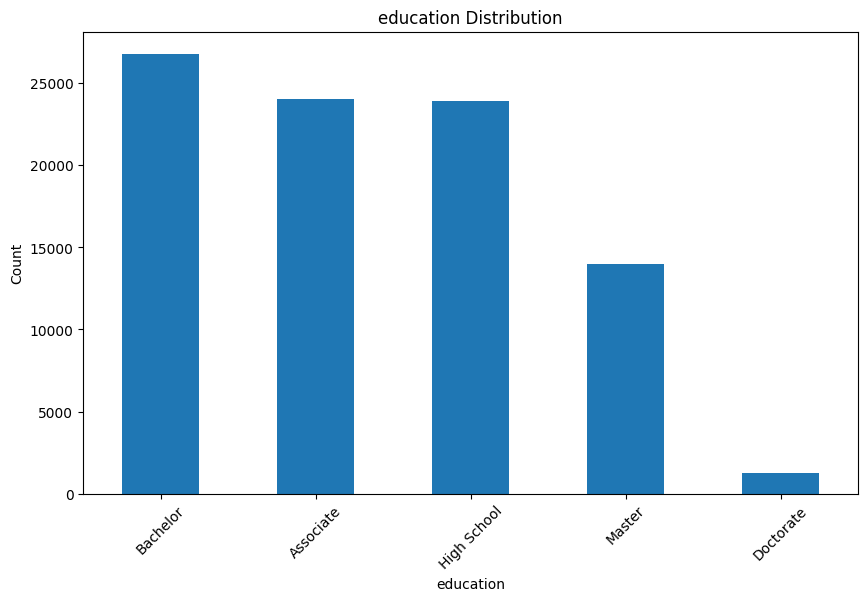 education Distribution
Count
25000
20000
15000
10000
5000
0
Bachelor
Associate
High School
Master
Doctorate
education